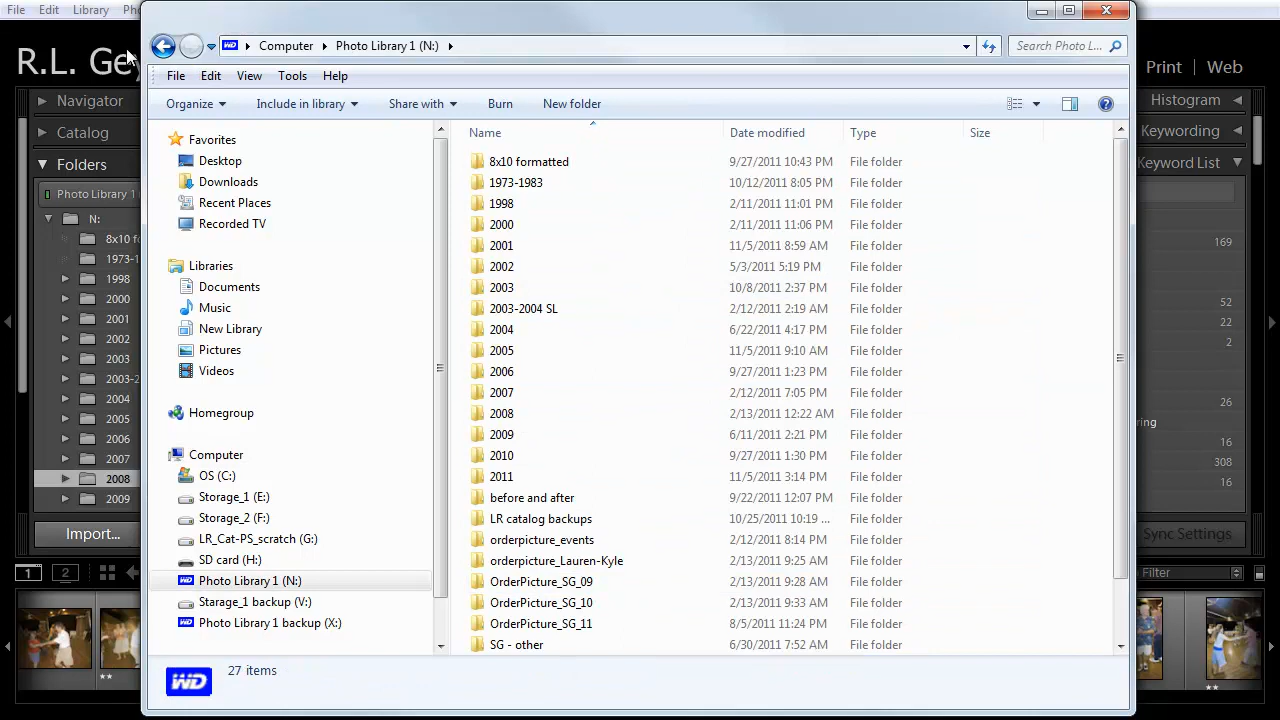 File Edit Library
R.L. Ge
Print | Web
Navigator
Catalog
Folders
Photo Library 1
N:
1998
2000
2001
2002
2003
2003-2
2004
2005
2006
2007
2008
2009
Import...
1 2
Computer Photo Library 1 (N:)
Search Photo L...
File Edit View Tools Help
Organize Include in library Share with Burn New folder
Favorites
Desktop
Downloads
Recent Places
Recorded TV
Libraries
Documents
Music
New Library
Pictures
Videos
Homegroup
Computer
OS (C:)
Storage_1 (E:)
Storage_2 (F:)
LR_Cat-PS_scratch (G:)
SD card (H:)
Photo Library 1 (N:)
Starage_1 backup (V:)
Photo Library 1 backup (X:)
Name Date modified Type Size
8x10 formatted 9/27/2011 10:43 PM File folder
1973-1983 10/12/2011 8:05 PM File folder
1998 2/11/2011 11:01 PM File folder
2000 2/11/2011 11:06 PM File folder
2001 11/5/2011 8:59 AM File folder
2002 5/3/2011 5:19 PM File folder
2003 10/8/2011 2:37 PM File folder
2003-2004 SL 2/12/2011 2:19 AM File folder
2004 6/22/2011 4:17 PM File folder
2005 11/5/2011 9:10 AM File folder
2006 9/27/2011 1:23 PM File folder
2007 2/12/2011 7:05 PM File folder
2008 2/13/2011 12:22 AM File folder
2009 6/11/2011 2:21 PM File folder
2010 9/27/2011 1:30 PM File folder
2011 11/5/2011 3:14 PM File folder
before and after 9/22/2011 12:07 PM File folder
LR catalog backups 10/25/2011 10:19 ... File folder
orderpicture_events 2/12/2011 8:14 PM File folder
orderpicture_Lauren-Kyle 2/13/2011 9:25 AM File folder
OrderPicture_SG_09 2/13/2011 9:28 AM File folder
OrderPicture_SG_10 2/13/2011 9:33 AM File folder
OrderPicture_SG_11 8/5/2011 11:24 PM File folder
SG - other 6/30/2011 7:52 AM File folder
WD
27 items
Histogram
Keywording
Keyword List
169
52
22
2
26
ring
16
308
16
Sync Settings
Filter